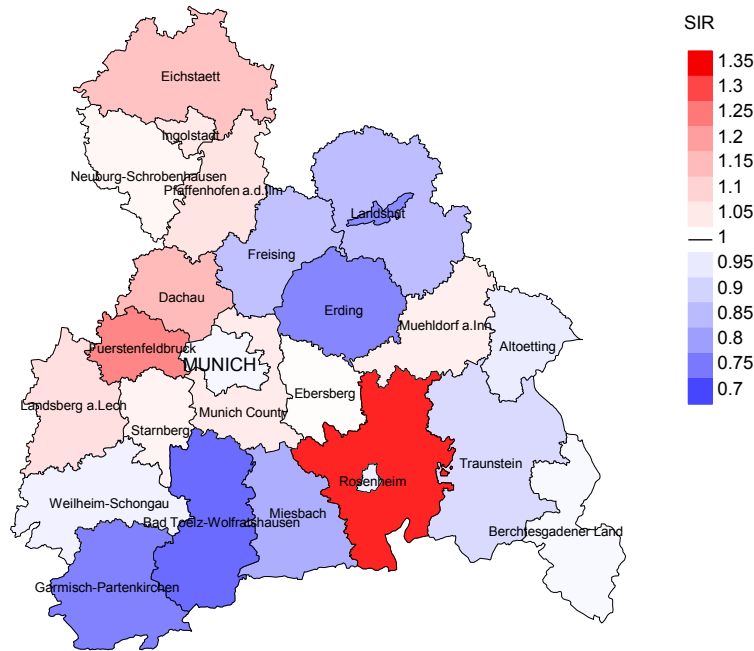 SIR
1.35
1.3
1.25
1.2
1.15
1.1
1.05
1
0.95
0.9
0.85
0.8
0.75
0.7
Eichstaett
Ingolstadt
Neuburg-Schrobenhausen
Pfaffenhofen a.d.Ilm
Landshut
Freising
Dachau
Erding
Muehldorf a.Inn
Altoetting
Fuerstenfeldbruck
MUNICH
Ebersberg
Landsberg a.Lech
Munich County
Starnberg
Traunstein
Rosenheim
Weilheim-Schongau
Miesbach
Bad Toelz-Wolfratshausen
Berchtesgadener Land
Garmisch-Partenkirchen